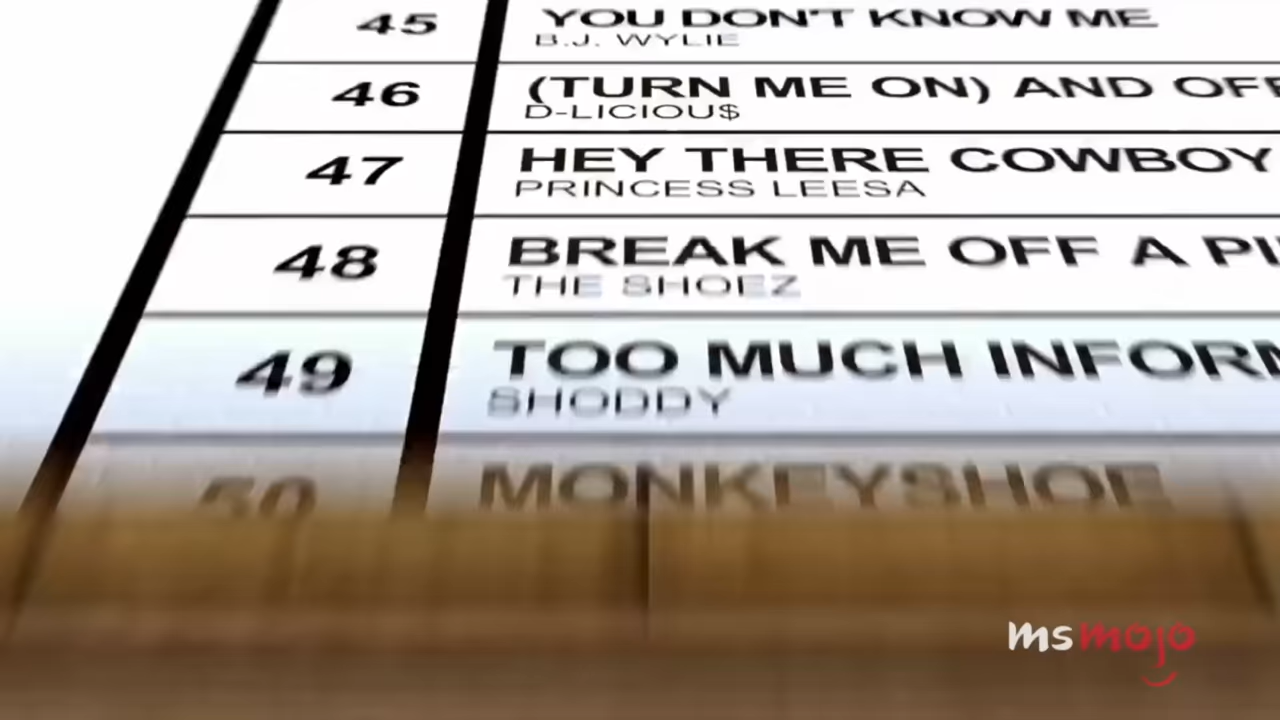 45 YOU DON'T KNOW ME
B.J. WYLIE
46 (TURN ME ON) AND OFF
D-LICIOU$
47 HEY THERE COWBOY
PRINCESS LEESA
48 BREAK ME OFF A
THE SHOEZ
49 TOO MUCH
SHODDY
50 MONKEYSHOE
msmojo